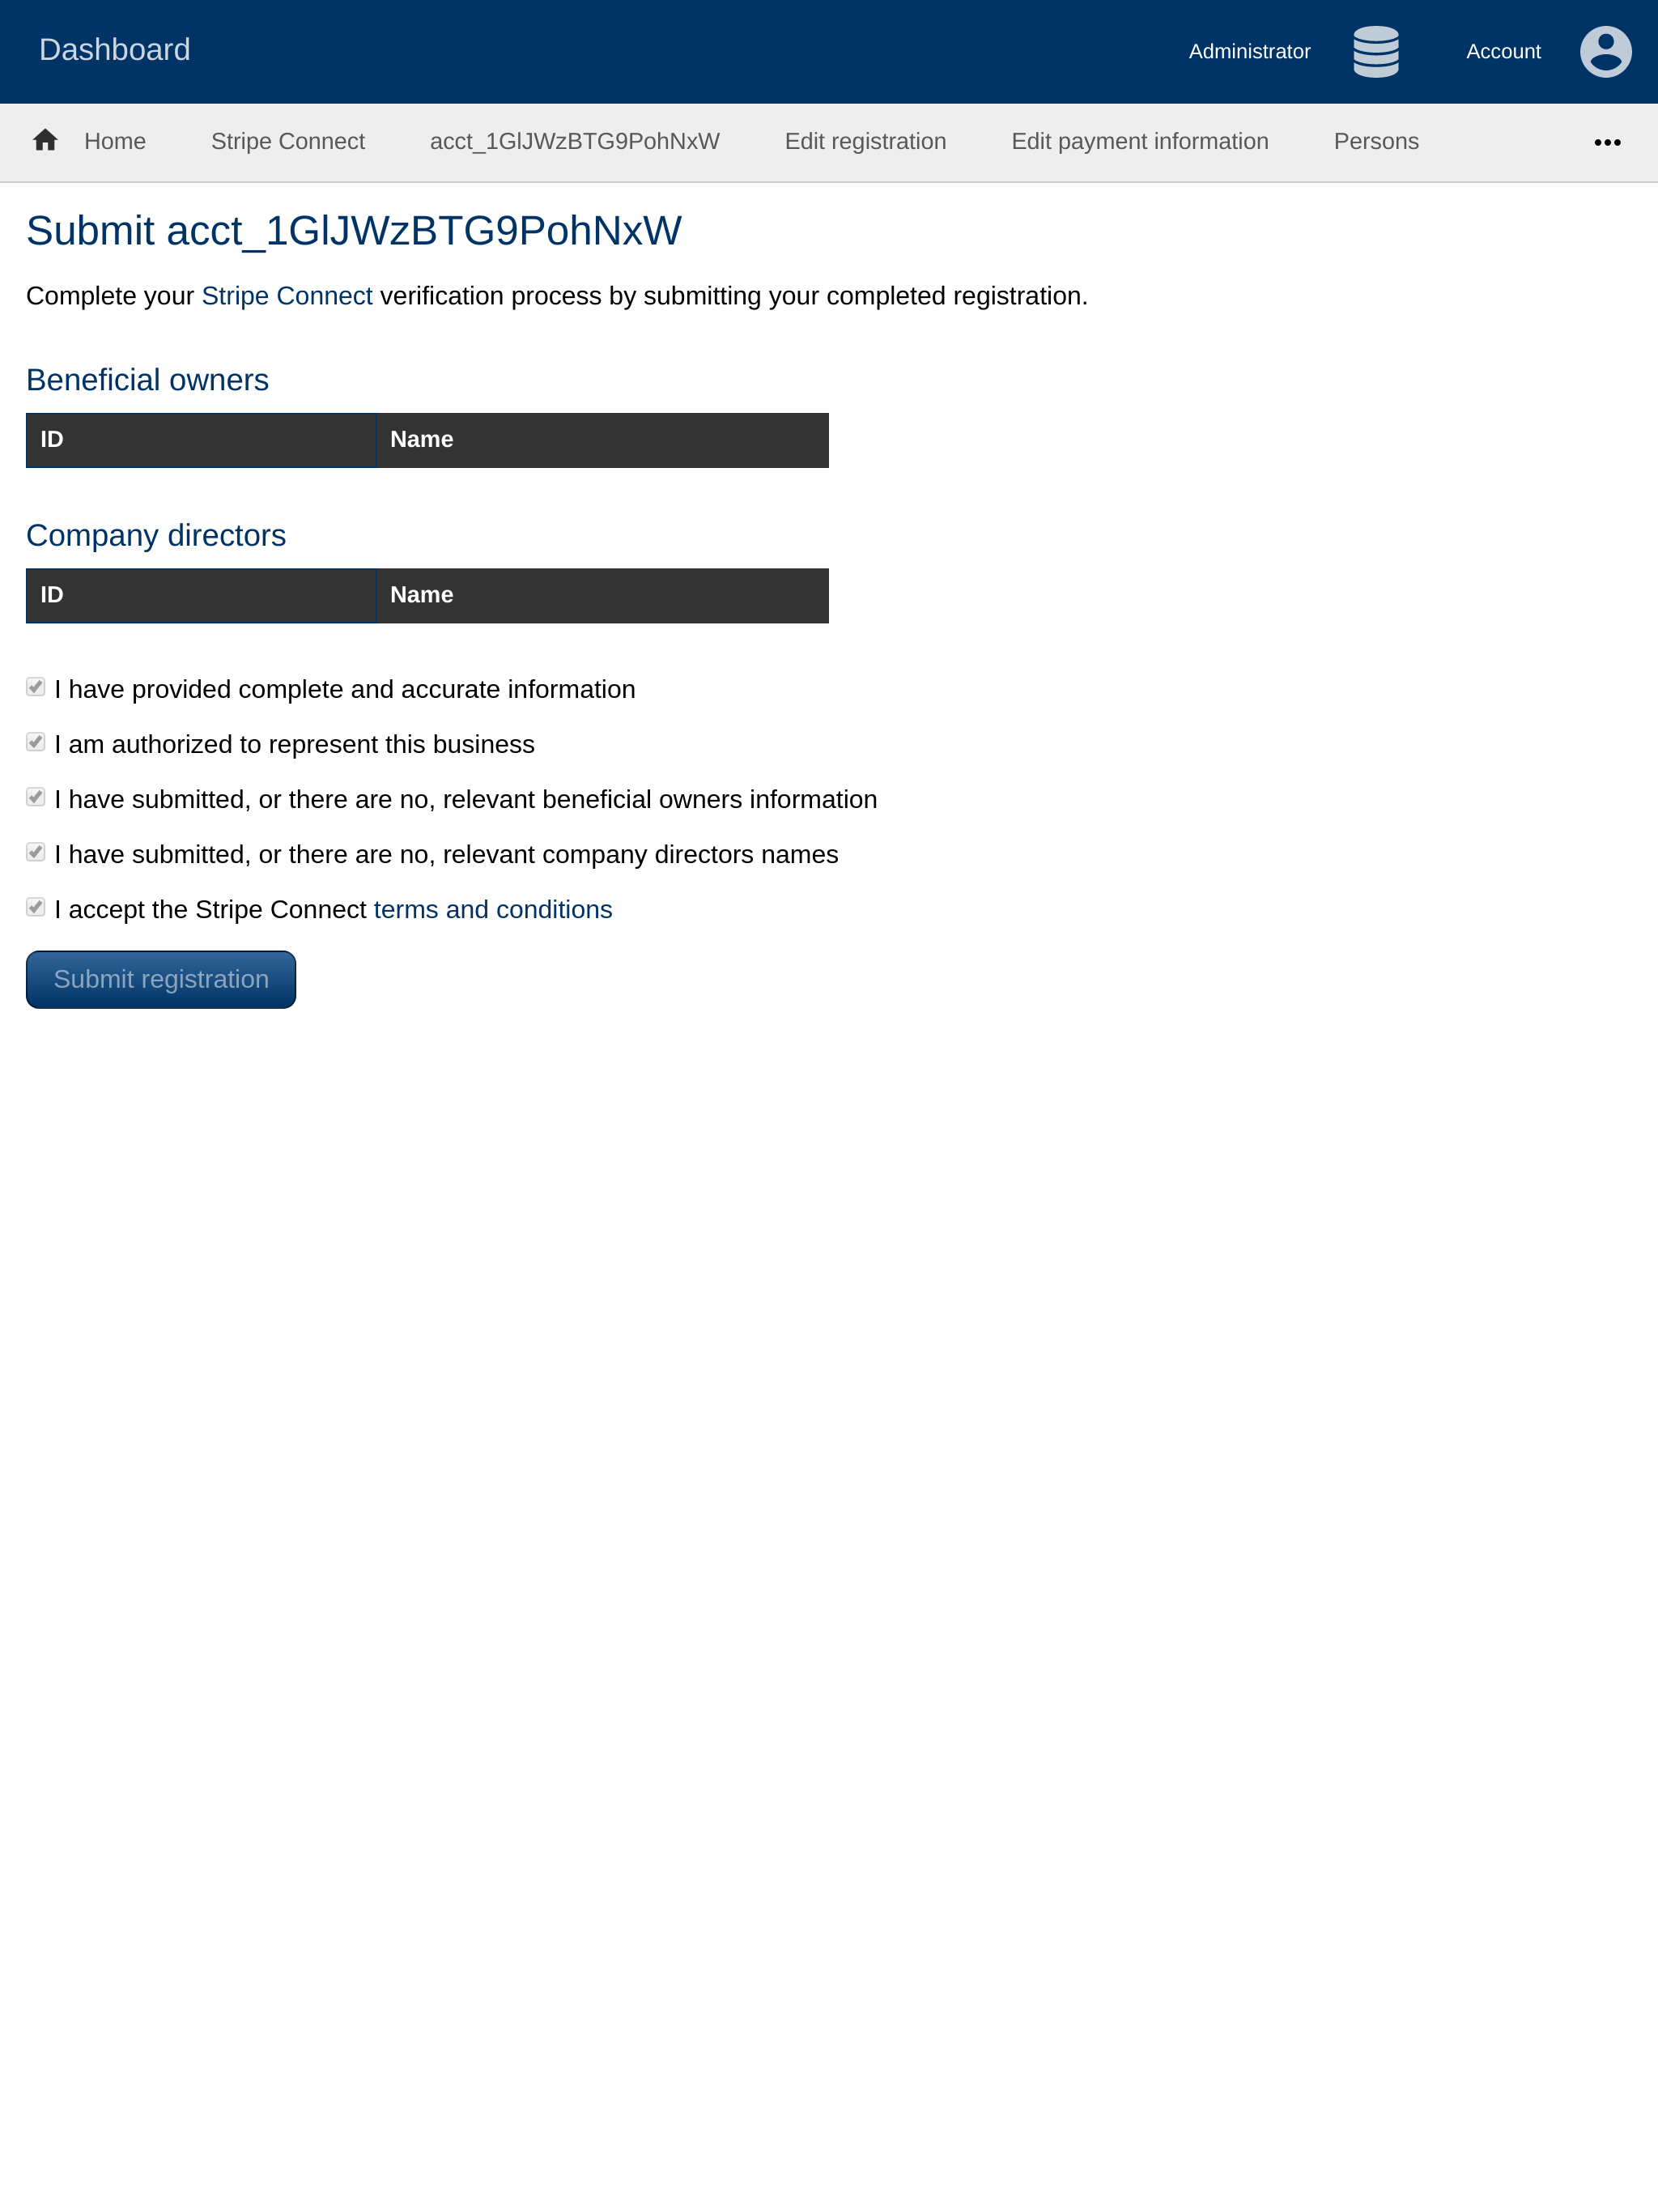 Dashboard
Administrator
Account
Home
Stripe Connect
acct_1GlJWzBTG9PohNxW
Edit registration
Edit payment information
Persons
•••
Submit acct_1GlJWzBTG9PohNxW
Complete your Stripe Connect verification process by submitting your completed registration.
Beneficial owners
ID Name
Company directors
ID Name
I have provided complete and accurate information
I am authorized to represent this business
I have submitted, or there are no, relevant beneficial owners information
I have submitted, or there are no, relevant company directors names
I accept the Stripe Connect terms and conditions
Submit registration